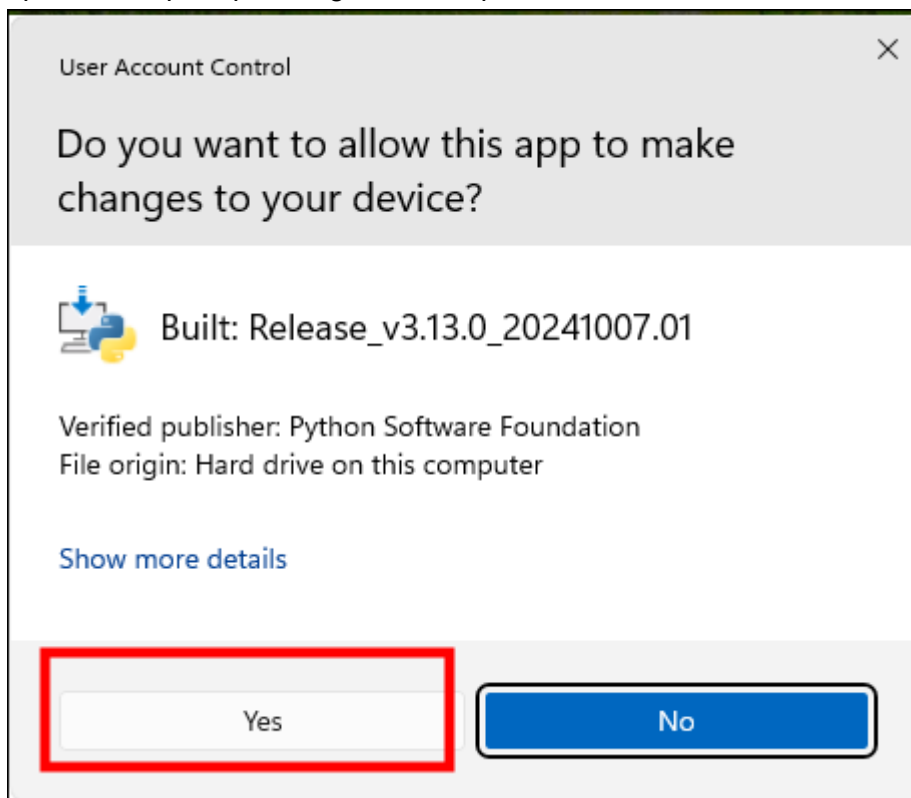 User Account Control
Do you want to allow this app to make
changes to your device?
Built: Release_v3.13.0_20241007.01
Verified publisher: Python Software Foundation
File origin: Hard drive on this computer
Show more details
Yes
No